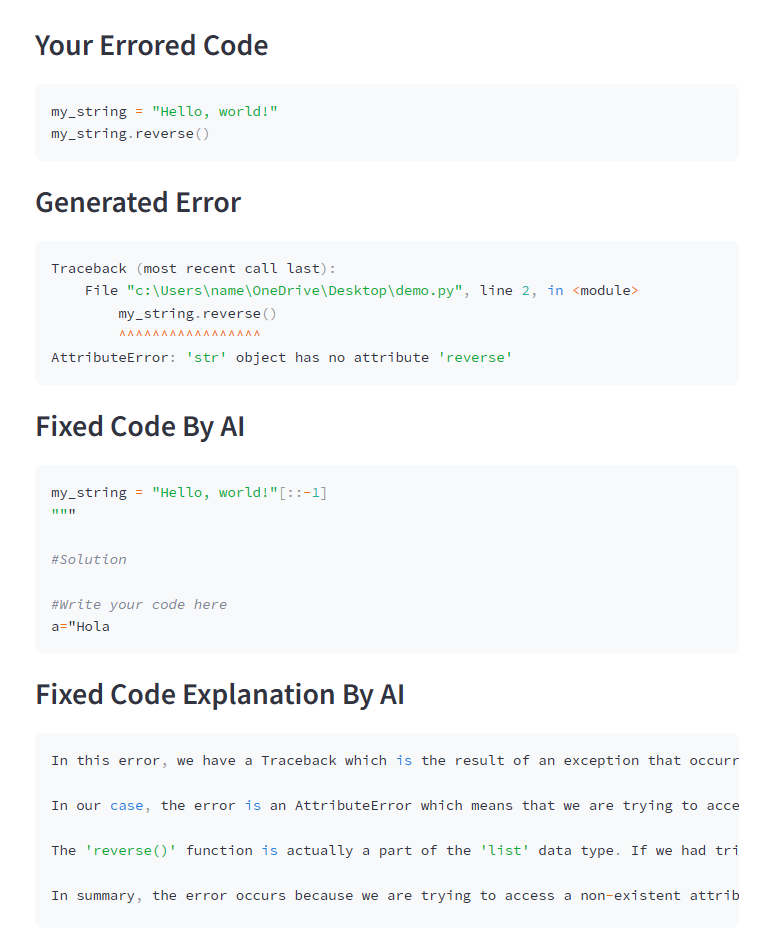 Your Errored Code
my_string = "Hello, world!"
my_string.reverse()
Generated Error
Traceback (most recent call last):
File "c:\Users\name\OneDrive\Desktop\demo.py", line 2, in <module>
my_string.reverse()
^^^^^^^^^^^^^^^^^
AttributeError: 'str' object has no attribute 'reverse'
Fixed Code By AI
my_string = "Hello, world!"[::-1]
"""
#Solution
#Write your code here
a="Hola
Fixed Code Explanation By AI
In this error, we have a Traceback which is the result of an exception that occurr
In our case, the error is an AttributeError which means that we are trying to acce
The 'reverse()' function is actually a part of the 'list' data type. If we had tri
In summary, the error occurs because we are trying to access a non-existent attrib